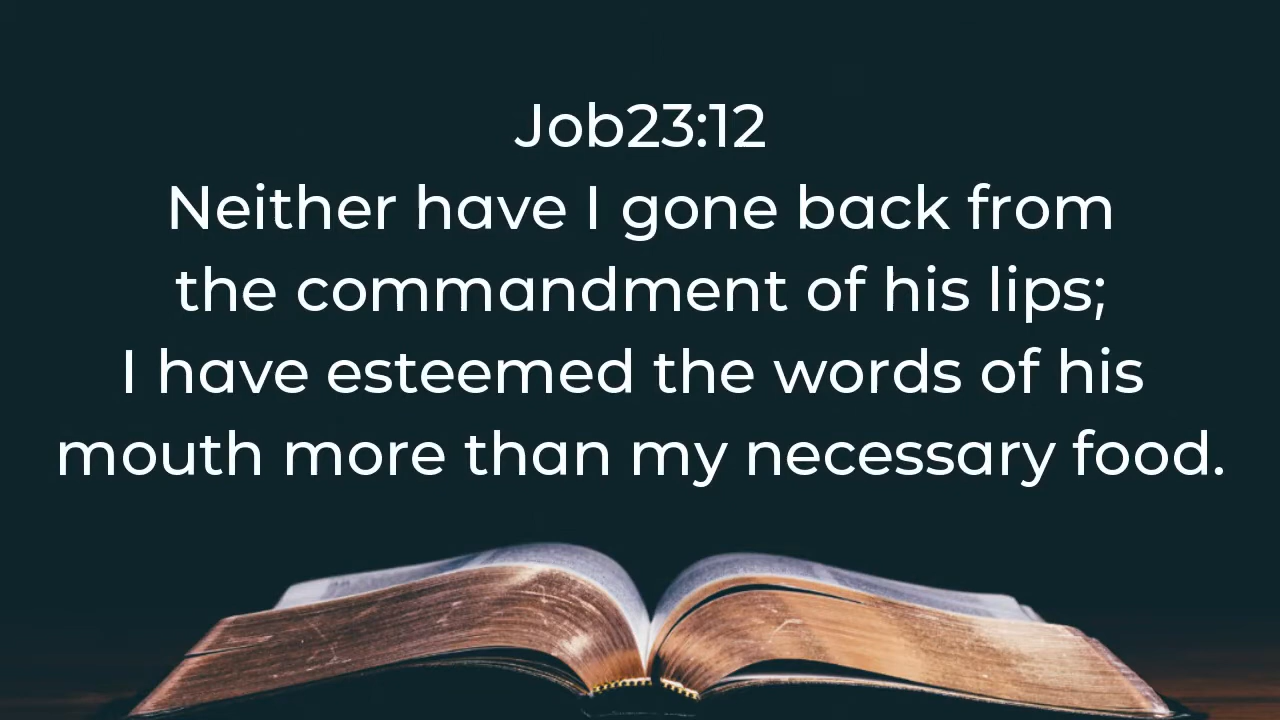 Job23:12
Neither have I gone back from
the commandment of his lips;
I have esteemed the words of his
mouth more than my necessary food.